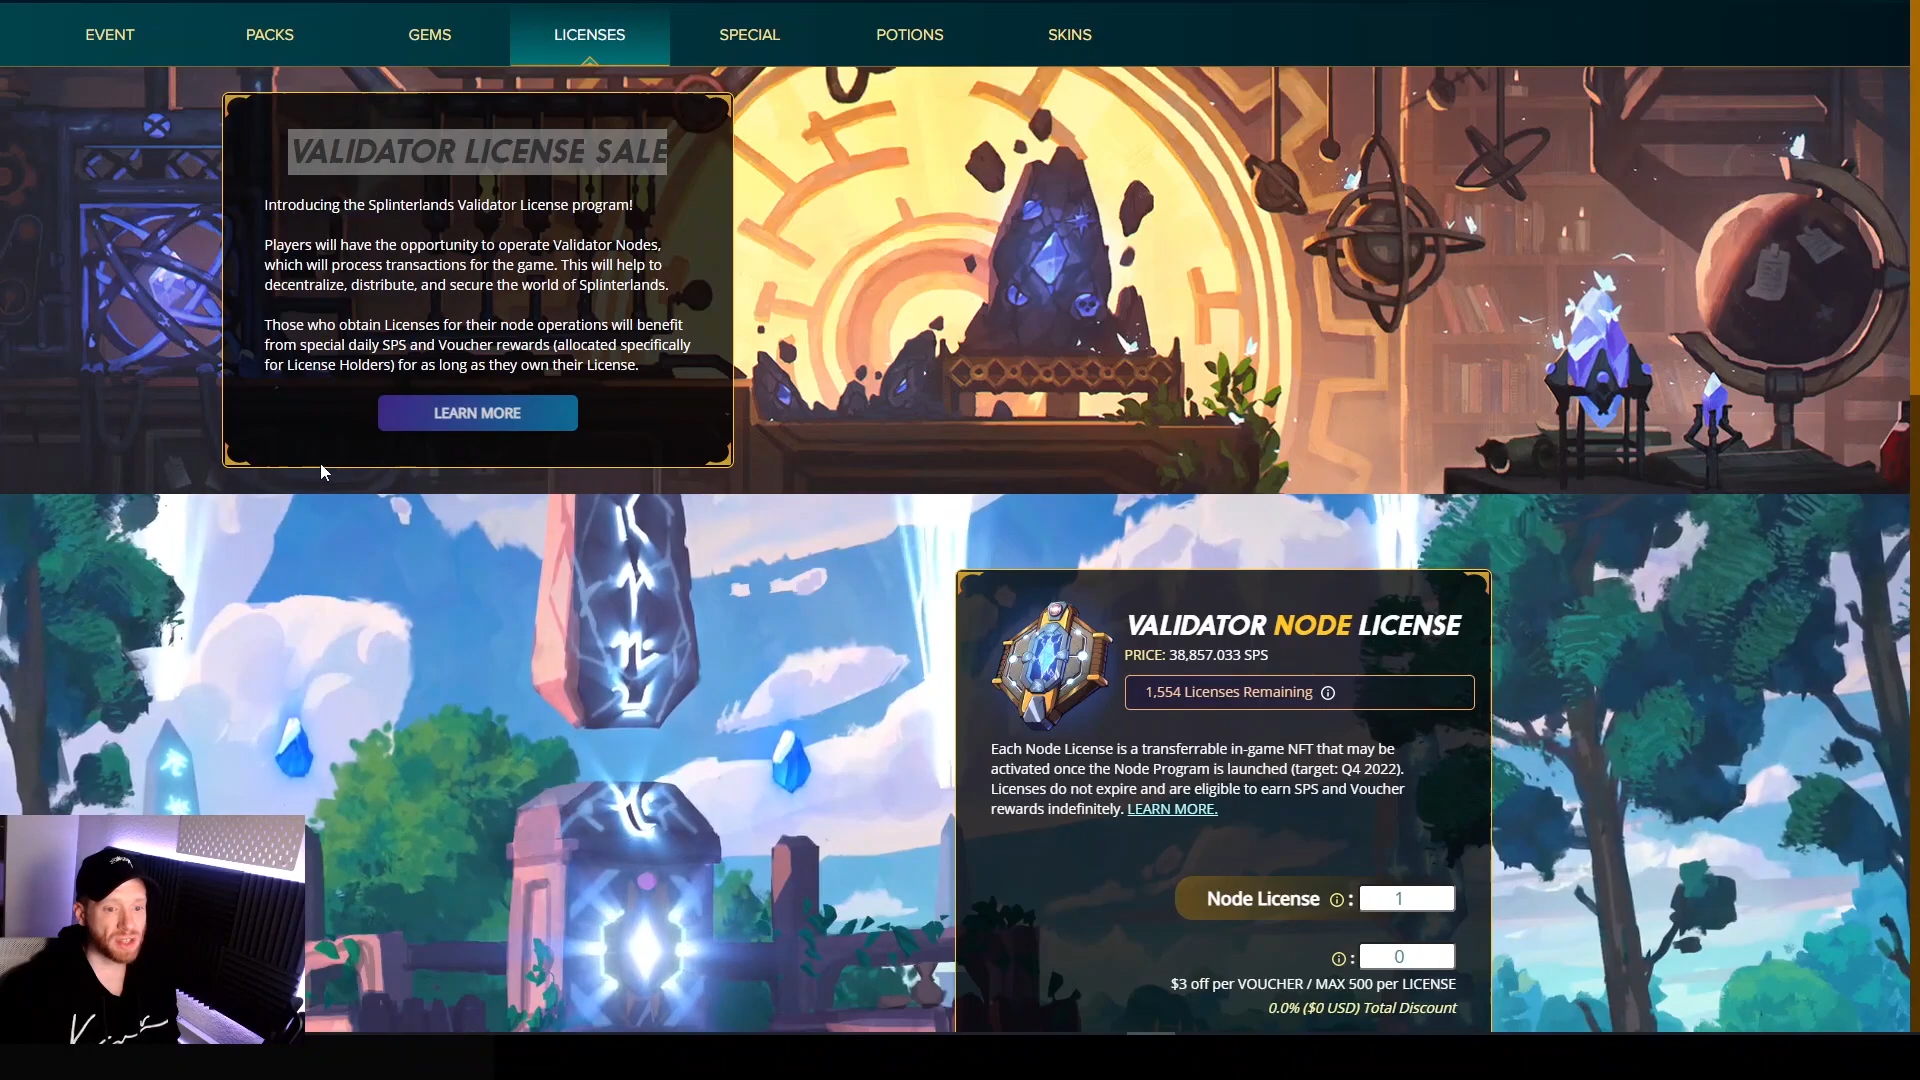 EVENT
PACKS
GEMS
LICENSES
SPECIAL
POTIONS
SKINS
VALIDATOR LICENSE SALE
Introducing the Splinterlands Validator License program!
Players will have the opportunity to operate Validator Nodes,
which will process transactions for the game. This will help to
decentralize, distribute, and secure the world of Splinterlands.
Those who obtain Licenses for their node operations will benefit
from special daily SPS and Voucher rewards (allocated specifically
for License Holders) for as long as they own their License.
LEARN MORE
VALIDATOR NODE LICENSE
PRICE: 38,857.033 SPS
1,554 Licenses Remaining
Each Node License is a transferrable in-game NFT that may be
activated once the Node Program is launched (target: Q4 2022).
Licenses do not expire and are eligible to earn SPS and Voucher
rewards indefinitely. LEARN MORE.
Node License : 1
: 0
$3 off per VOUCHER / MAX 500 per LICENSE
0.0% ($0 USD) Total Discount